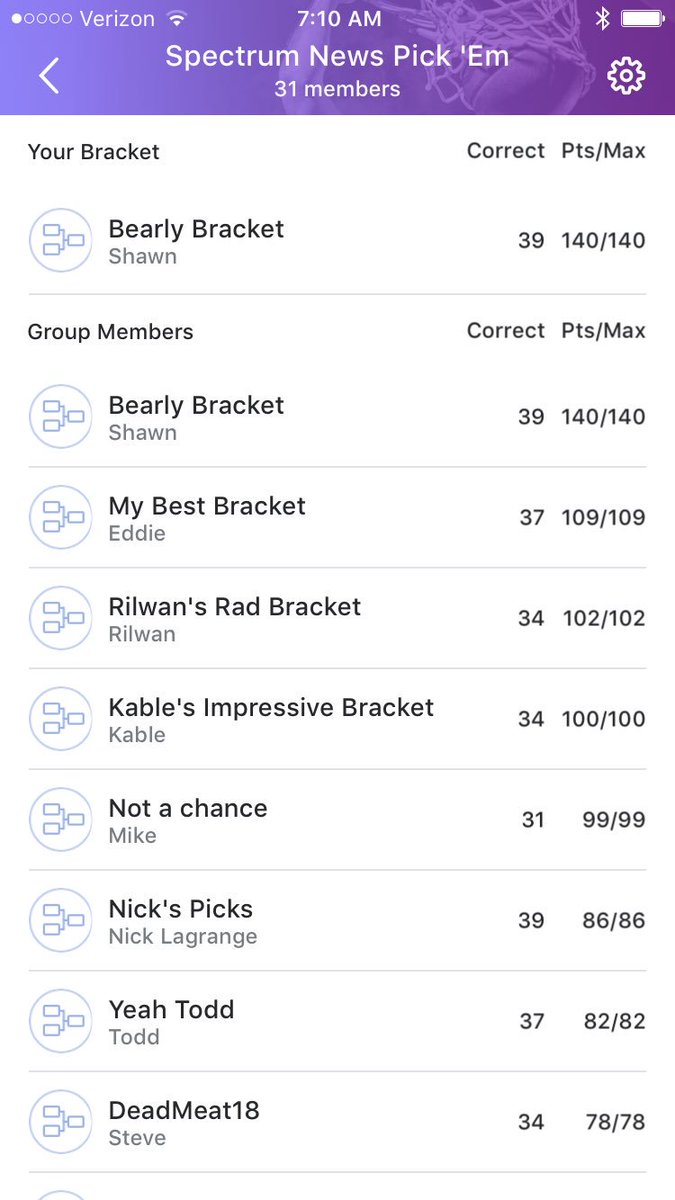 Verizon 7:10 AM
Spectrum News Pick 'Em
31 members
Your Bracket Correct Pts/Max
Bearly Bracket
Shawn
39 140/140
Group Members Correct Pts/Max
Bearly Bracket
Shawn
39 140/140
My Best Bracket
Eddie
37 109/109
Rilwan's Rad Bracket
Rilwan
34 102/102
Kable's Impressive Bracket
Kable
34 100/100
Not a chance
Mike
31 99/99
Nick's Picks
Nick Lagrange
39 86/86
Yeah Todd
Todd
37 82/82
DeadMeat18
Steve
34 78/78